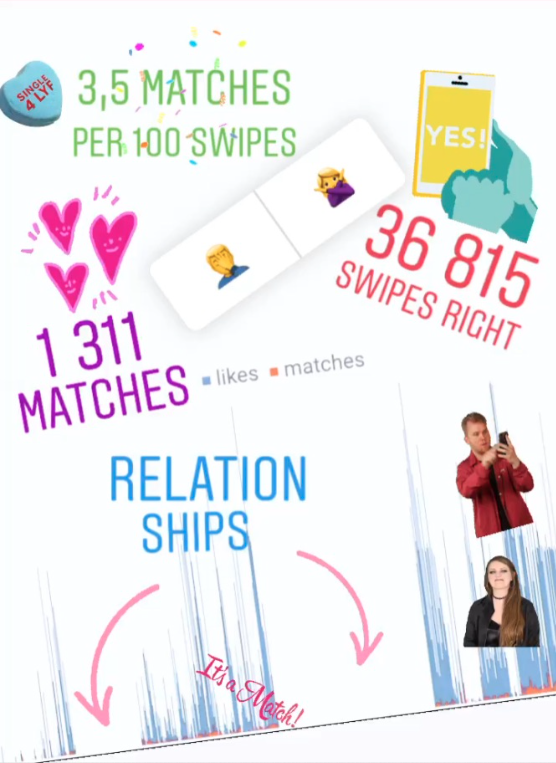 SINGLE
4 LYF
3,5 MATCHES
PER 100 SWIPES
YES!
36 815
SWIPES RIGHT
1 311
MATCHES
likes matches
RELATION
SHIPS
It's a Match!